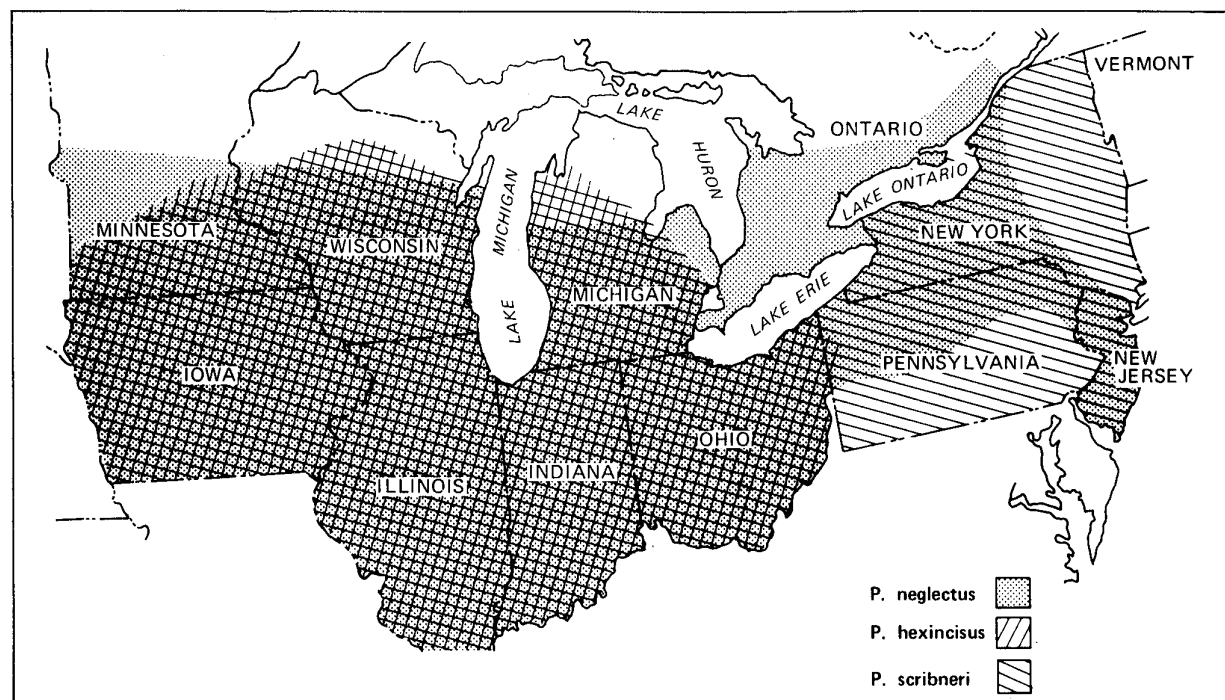 VERMONT
LAKE
HURON
ONTARIO
LAKE ONTARIO
MICHIGAN
LAKE
MINNESOTA
WISCONSIN
NEW YORK
MICHIGAN
LAKE ERIE
IOWA
PENNSYLVANIA
NEW
JERSEY
OHIO
INDIANA
ILLINOIS
P. neglectus
P. hexincisus
P. scribneri